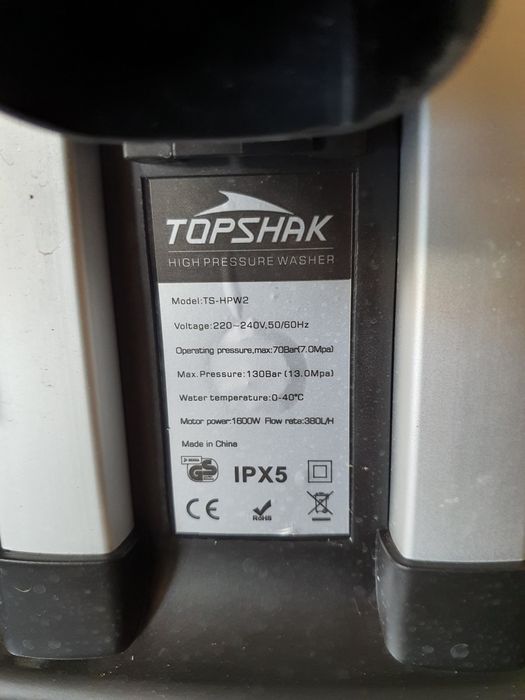 TOPSHAK
HIGH PRESSURE WASHER
Model:TS-HPW2
Voltage:220~240V,50/60Hz
Operating pressure,max:70Bar(7.0Mpa)
Max. Pressure:130Bar (13.0Mpa)
Water temperature:0-40°C
Motor power:1600W Flow rate:380L/H
Made in China
GS IPX5
CE RoHS